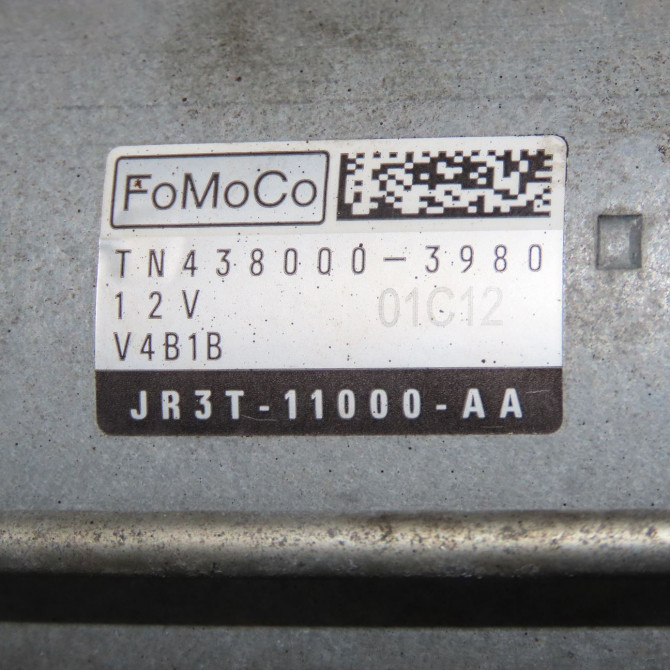 FoMoCo
TN438000-3980
12V 01C12
V4B1B
JR3T-11000-AA